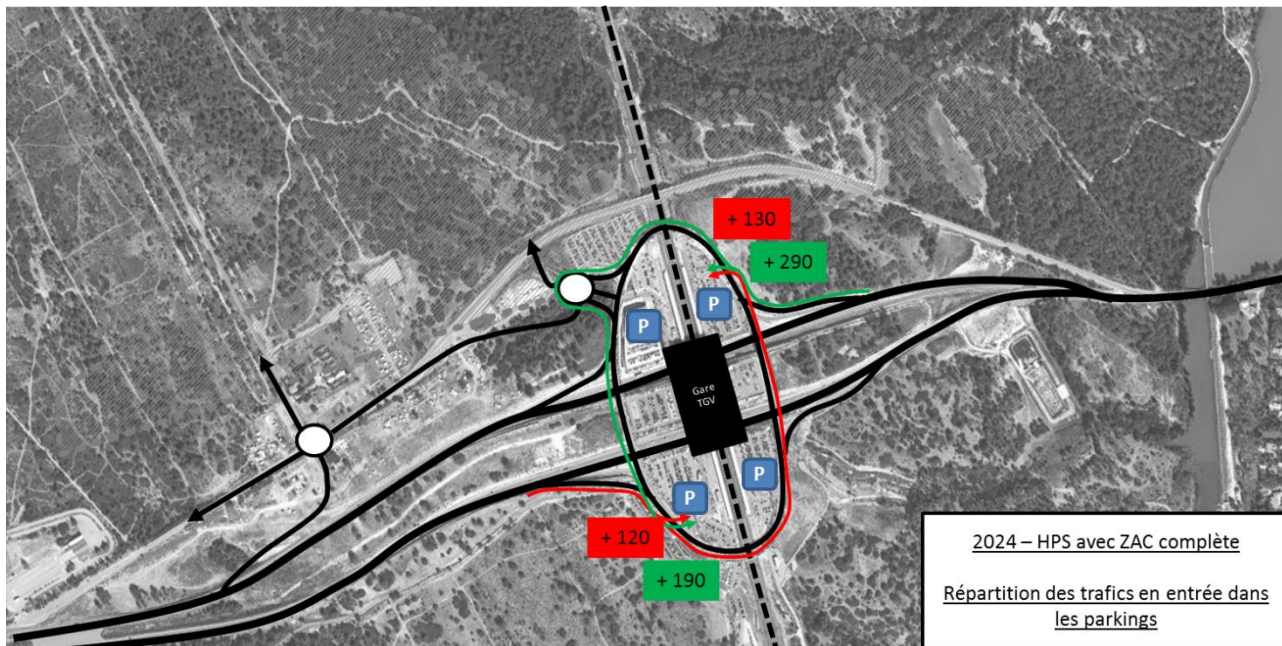 + 130
+ 290
P
P
Gare
TGV
P
P
+ 120
+ 190
2024 – HPS avec ZAC complète
Répartition des trafics en entrée dans
les parkings